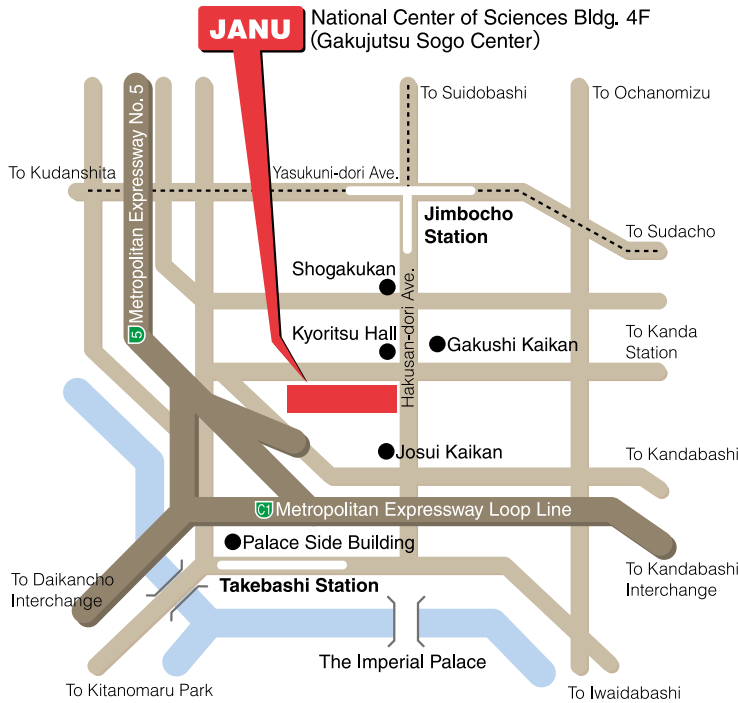 JANU
National Center of Sciences Bldg. 4F
(Gakujutsu Sogo Center)
5 Metropolitan Expressway No. 5
To Suidobashi
To Ochanomizu
To Kudanshita
Yasukuni-dori Ave.
Jimbocho
Station
To Sudacho
Shogakukan
Hakusan-dori Ave.
Kyoritsu Hall
Gakushi Kaikan
To Kanda
Station
Josui Kaikan
To Kandabashi
C1 Metropolitan Expressway Loop Line
Palace Side Building
To Daikancho
Interchange
Takebashi Station
To Kandabashi
Interchange
The Imperial Palace
To Kitanomaru Park
To Iwaidabashi